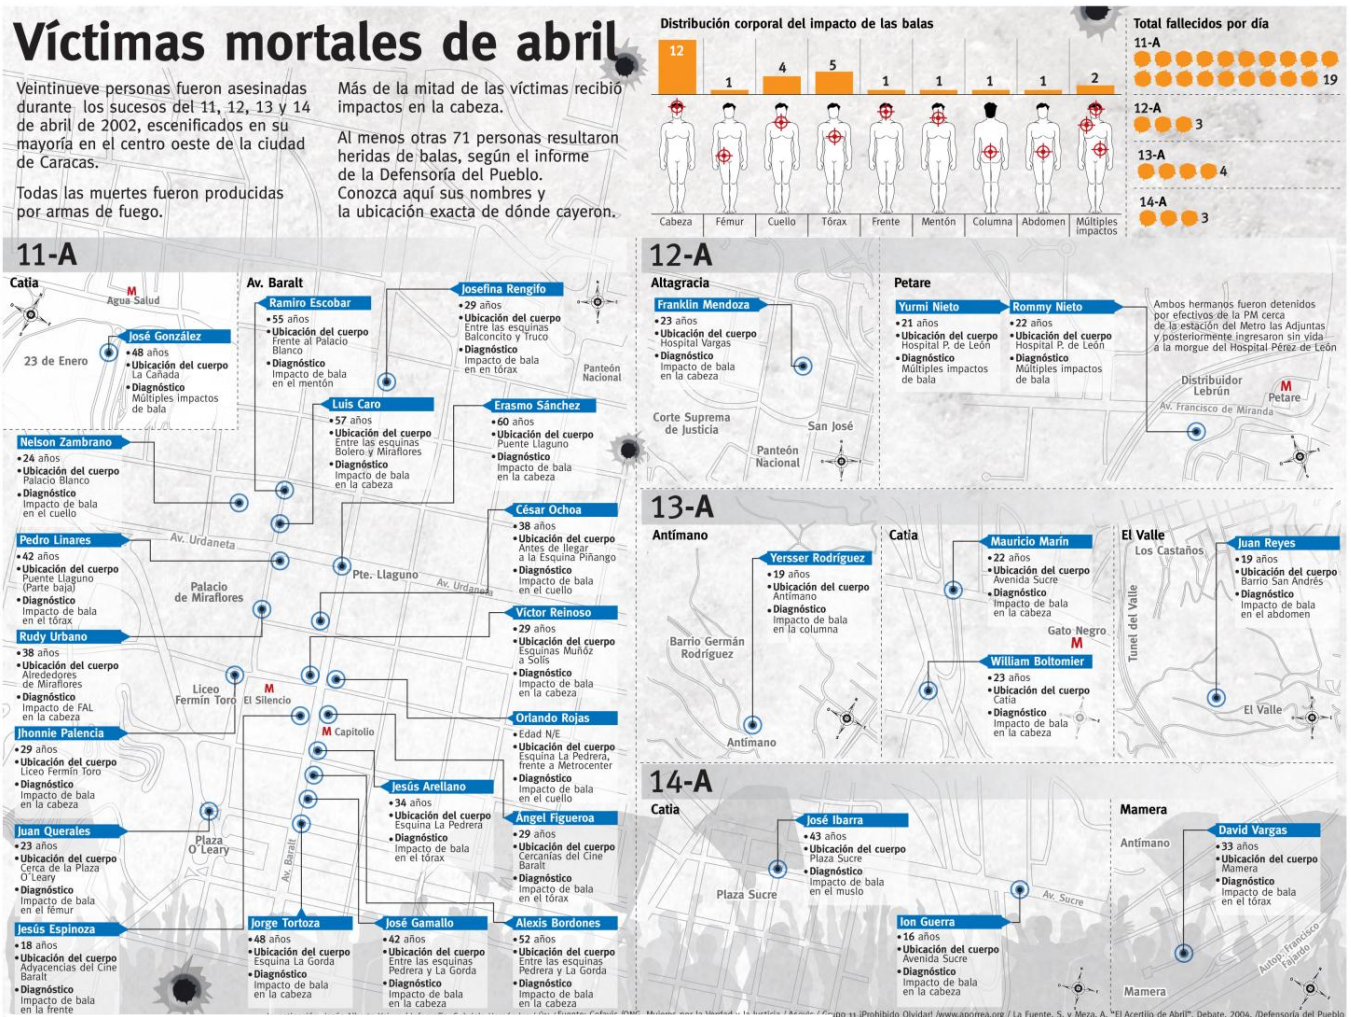 Víctimas mortales de abril
Veintinueve personas fueron asesinadas
durante los sucesos del 11, 12, 13 y 14
de abril de 2002, escenificados en su
mayoría en el centro oeste de la ciudad
de Caracas.
Todas las muertes fueron producidas
por armas de fuego.
Más de la mitad de las víctimas recibió
impactos en la cabeza.
Al menos otras 71 personas resultaron
heridas de balas, según el informe
de la Defensoría del Pueblo.
Conozca aquí sus nombres y
la ubicación exacta de dónde cayeron.
Distribución corporal del impacto de las balas
12
1
4
5
1
1
1
1
2
Cabeza
Fémur
Cuello
Tórax
Frente
Mentón
Columna
Abdomen
Múltiples
impactos
Total fallecidos por día
11-A
19
12-A
3
13-A
4
14-A
3
11-A
Catia
M
Agua Salud
23 de Enero
José González
• 48 años
• Ubicación del cuerpo
La Cañada
• Diagnóstico
Múltiples impactos
de bala
Av. Baralt
Ramiro Escobar
• 55 años
• Ubicación del cuerpo
Frente al Palacio
Blanco
• Diagnóstico
Impacto de bala
en el mentón
Josefina Rengifo
• 29 años
• Ubicación del cuerpo
Entre las esquinas
Balconcito y Truco
• Diagnóstico
Impacto de bala
en en tórax
Panteón
Nacional
Luis Caro
• 57 años
• Ubicación del cuerpo
Entre las esquinas
Bolero y Miraflores
• Diagnóstico
Impacto de bala
en la cabeza
Erasmo Sánchez
• 60 años
• Ubicación del cuerpo
Puente Llaguno
• Diagnóstico
Impacto de bala
en la cabeza
Nelson Zambrano
• 24 años
• Ubicación del cuerpo
Palacio Blanco
• Diagnóstico
Impacto de bala
en el cuello
César Ochoa
• 38 años
• Ubicación del cuerpo
Antes de llegar
a la Esquina Piñango
• Diagnóstico
Impacto de bala
en el cuello
Pedro Linares
• 42 años
• Ubicación del cuerpo
Puente Llaguno
(Parte baja)
• Diagnóstico
Impacto de bala
en el tórax
Av. Urdaneta
Palacio
de Miraflores
Pte. Llaguno
Av. Urdaneta
Víctor Reinoso
• 29 años
• Ubicación del cuerpo
Esquinas Muñóz
a Solís
• Diagnóstico
Impacto de bala
en la cabeza
Rudy Urbano
• 38 años
• Ubicación del cuerpo
Alrededores
de Miraflores
• Diagnóstico
Impacto de FAL
en la cabeza
Liceo
Fermín Toro
M
El Silencio
M Capitolio
Orlando Rojas
• Edad N/E
• Ubicación del cuerpo
Esquina La Pedrera,
frente a Metrocenter
• Diagnóstico
Impacto de bala
en el cuello
Jhonnie Palencia
• 29 años
• Ubicación del cuerpo
Liceo Fermín Toro
• Diagnóstico
Impacto de bala
en la cabeza
Jesús Arellano
• 34 años
• Ubicación del cuerpo
Esquina La Pedrera
• Diagnóstico
Impacto de bala
en el tórax
Ángel Figueroa
• 29 años
• Ubicación del cuerpo
Cercanías del Cine
Baralt
• Diagnóstico
Impacto de bala
en el tórax
Juan Querales
• 23 años
• Ubicación del cuerpo
Cerca de la Plaza
O´Leary
• Diagnóstico
Impacto de bala
en el fémur
Plaza
O´Leary
Av. Baralt
Jesús Espinoza
• 18 años
• Ubicación del cuerpo
Adyacencias del Cine
Baralt
• Diagnóstico
Impacto de bala
en la frente
Jorge Tortoza
• 48 años
• Ubicación del cuerpo
Esquina La Gorda
• Diagnóstico
Impacto de bala
en la cabeza
José Gamallo
• 42 años
• Ubicación del cuerpo
Entre las esquinas
Pedrera y La Gorda
• Diagnóstico
Impacto de bala
en la cabeza
Alexis Bordones
• 52 años
• Ubicación del cuerpo
Entre las esquinas
Pedrera y La Gorda
• Diagnóstico
Impacto de bala
en la cabeza
12-A
Altagracia
Franklin Mendoza
• 23 años
• Ubicación del cuerpo
Hospital Vargas
• Diagnóstico
Impacto de bala
en la cabeza
Corte Suprema
de Justicia
San José
Panteón
Nacional
Petare
Yurmi Nieto
• 21 años
• Ubicación del cuerpo
Hospital P. de León
• Diagnóstico
Múltiples impactos
de bala
Rommy Nieto
• 22 años
• Ubicación del cuerpo
Hospital P. de León
• Diagnóstico
Múltiples impactos
de bala
Ambos hermanos fueron detenidos
por efectivos de la PM cerca
de la estación del Metro las Adjuntas
y posteriormente ingresaron sin vida
a la morgue del Hospital Pérez de León
Distribuidor
Lebrún
M
Petare
Av. Francisco de Miranda
13-A
Antímano
Yersser Rodríguez
• 19 años
• Ubicación del cuerpo
Antímano
• Diagnóstico
Impacto de bala
en la columna
Barrio Germán
Rodríguez
Antímano
Catia
Mauricio Marín
• 22 años
• Ubicación del cuerpo
Avenida Sucre
• Diagnóstico
Impacto de bala
en la cabeza
Gato Negro
M
William Boltomier
• 23 años
• Ubicación del cuerpo
Catia
• Diagnóstico
Impacto de bala
en la cabeza
El Valle
Los Castaños
Tunel del Valle
Juan Reyes
• 19 años
• Ubicación del cuerpo
Barrio San Andrés
• Diagnóstico
Impacto de bala
en el abdomen
El Valle
14-A
Catia
José Ibarra
• 43 años
• Ubicación del cuerpo
Plaza Sucre
• Diagnóstico
Impacto de bala
en el muslo
Plaza Sucre
Av. Sucre
Ion Guerra
• 16 años
• Ubicación del cuerpo
Avenida Sucre
• Diagnóstico
Impacto de bala
en la cabeza
Mamera
Antímano
David Vargas
• 33 años
• Ubicación del cuerpo
Mamera
• Diagnóstico
Impacto de bala
en el tórax
Autop. Francisco
Fajardo
Mamera
Mujeres por la Verdad y la Justicia / Grupo 11 ¡Prohibido Olvidar! /www.aporrea.org / La Fuente, S. y Meza, A. "El Acertijo de Abril". Debate, 2004. /Defensoría del Pueblo